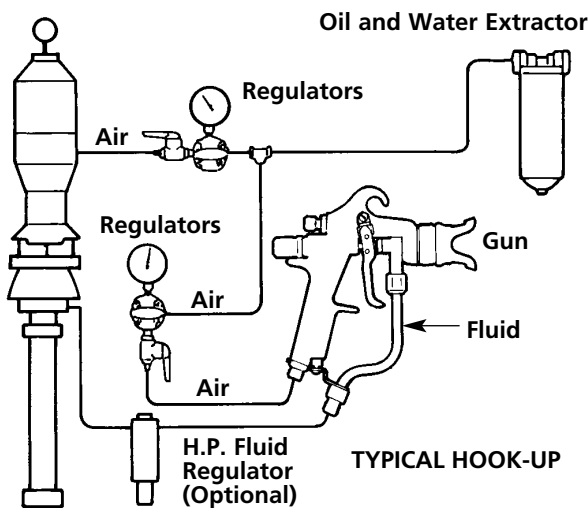 Oil and Water Extractor
Regulators
Air
Regulators
Gun
Air
Fluid
Air
H.P. Fluid
Regulator
(Optional)
TYPICAL HOOK-UP